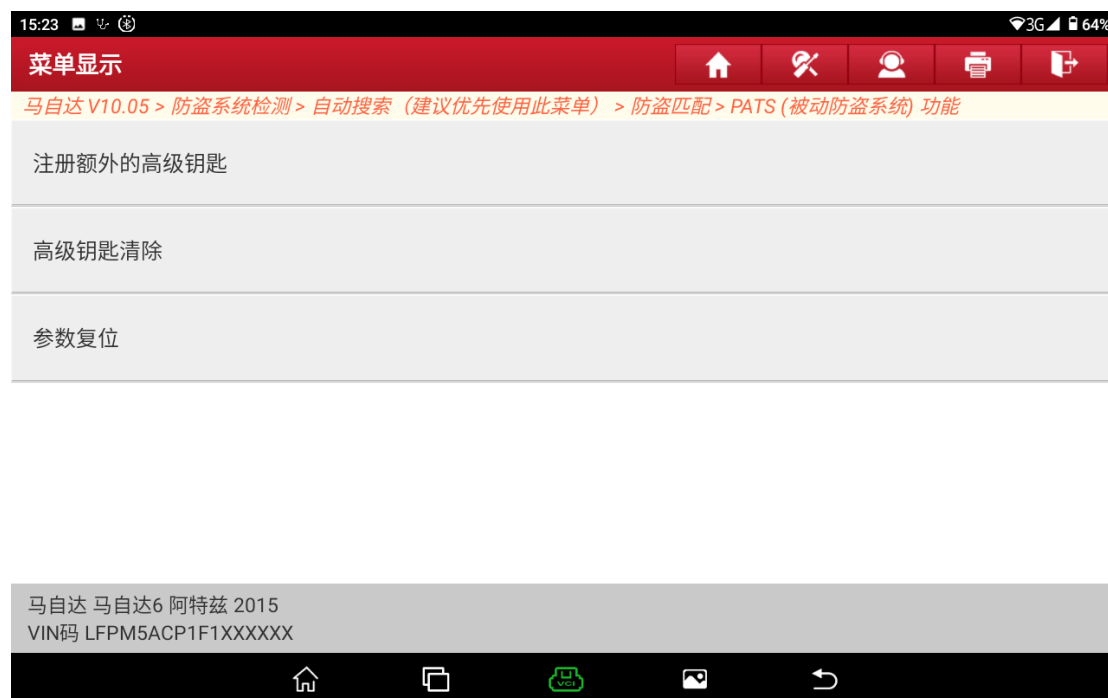 15:23
3G 64%
菜单显示
马自达 V10.05 > 防盗系统检测 > 自动搜索（建议优先使用此菜单） > 防盗匹配 > PATS (被动防盗系统) 功能
注册额外的高级钥匙
高级钥匙清除
参数复位
马自达 马自达6 阿特兹 2015
VIN码 LFPM5ACP1F1XXXXXX
VCI